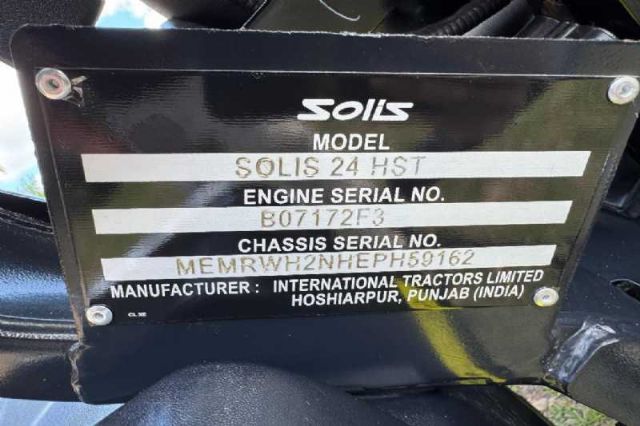 Solis
MODEL
SOLIS 24 HST
ENGINE SERIAL NO.
B07172F3
CHASSIS SERIAL NO.
MEMRWH2NHEPH59162
MANUFACTURER : INTERNATIONAL TRACTORS LIMITED
HOSHIARPUR, PUNJAB (INDIA)